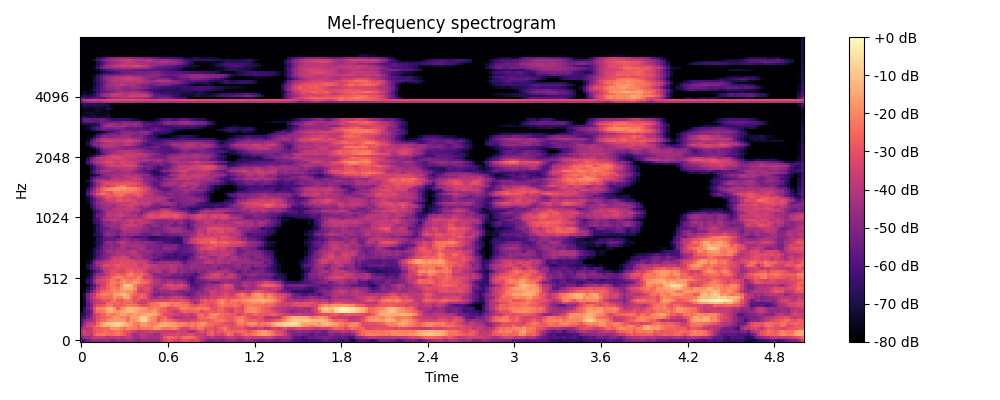 Mel-frequency spectrogram
+0 dB
-10 dB
-20 dB
-30 dB
-40 dB
-50 dB
-60 dB
-70 dB
-80 dB
Hz
4096
2048
1024
512
0
0 0.6 1.2 1.8 2.4 3 3.6 4.2 4.8
Time